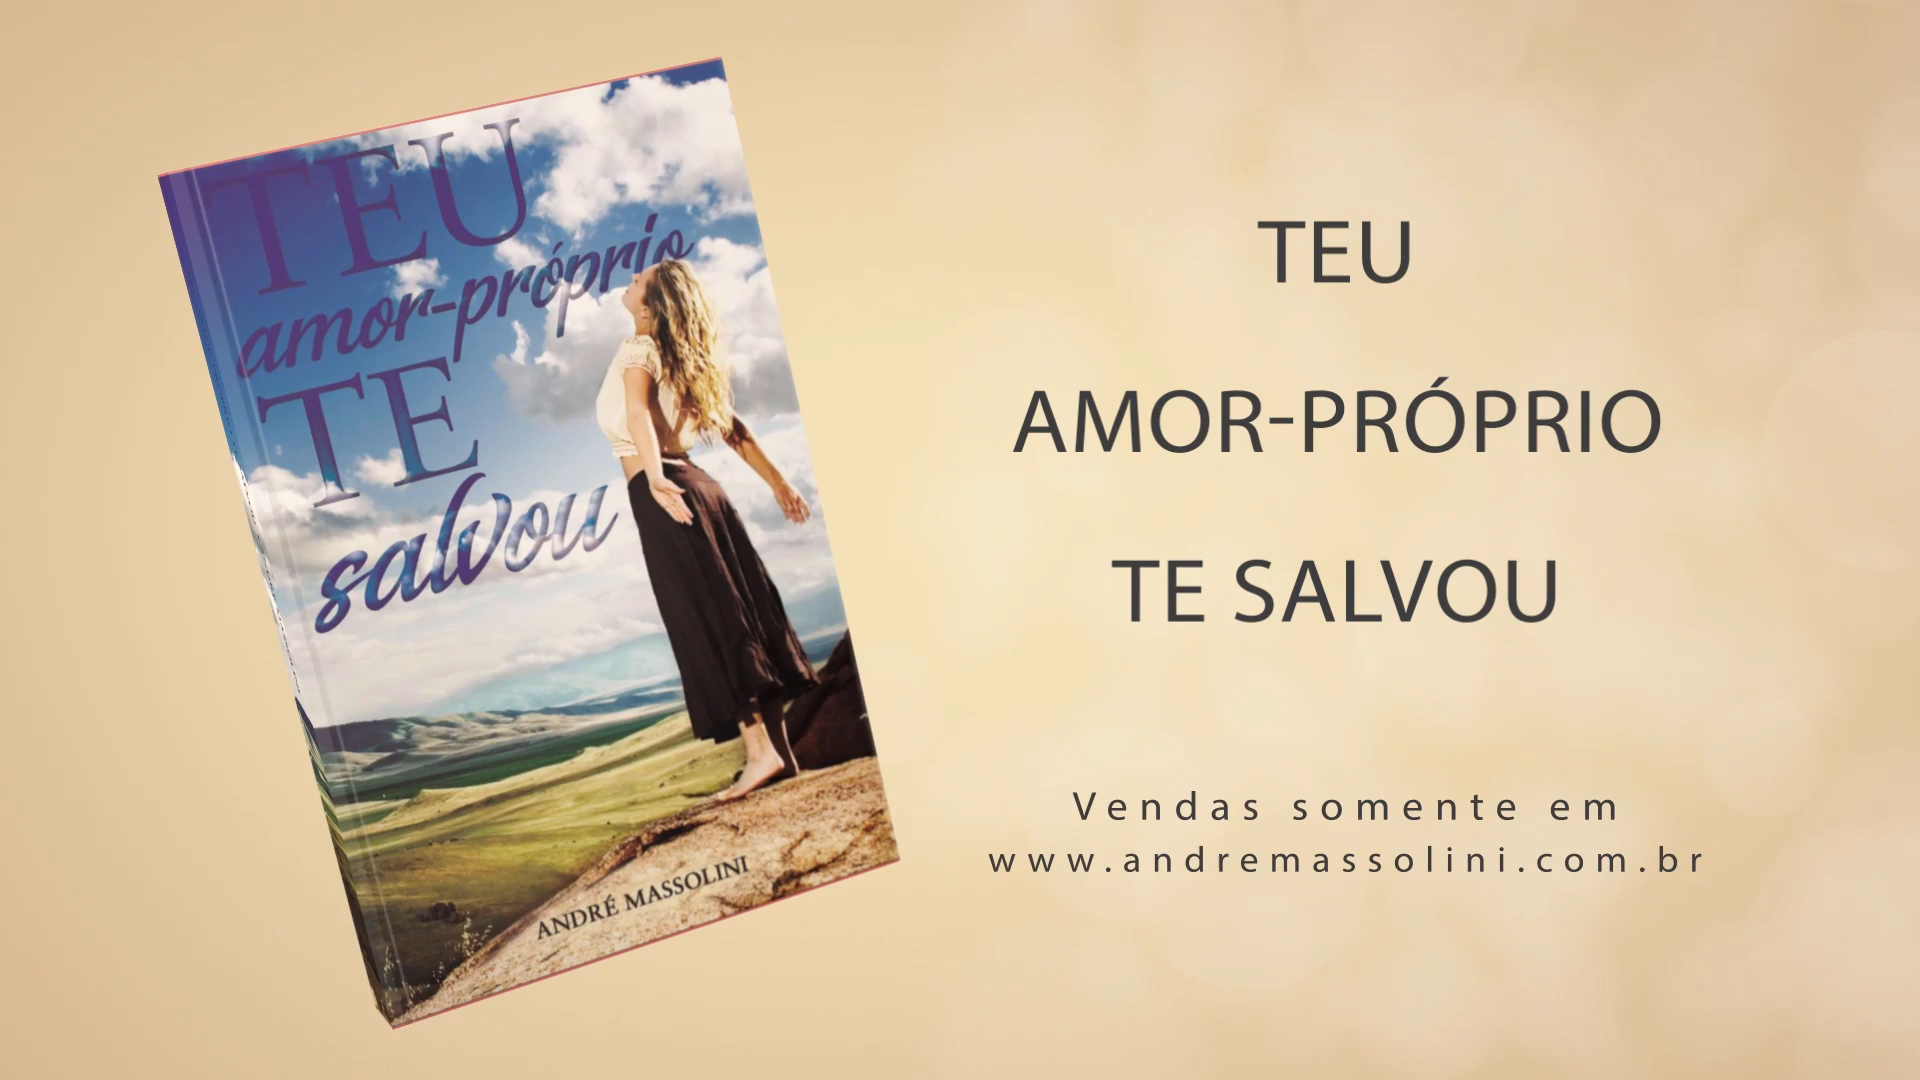 TEU
amor-próprio
TE
salvou
ANDRÉ MASSOLINI
TEU
AMOR-PRÓPRIO
TE SALVOU
Vendas somente em
www.andremassolini.com.br